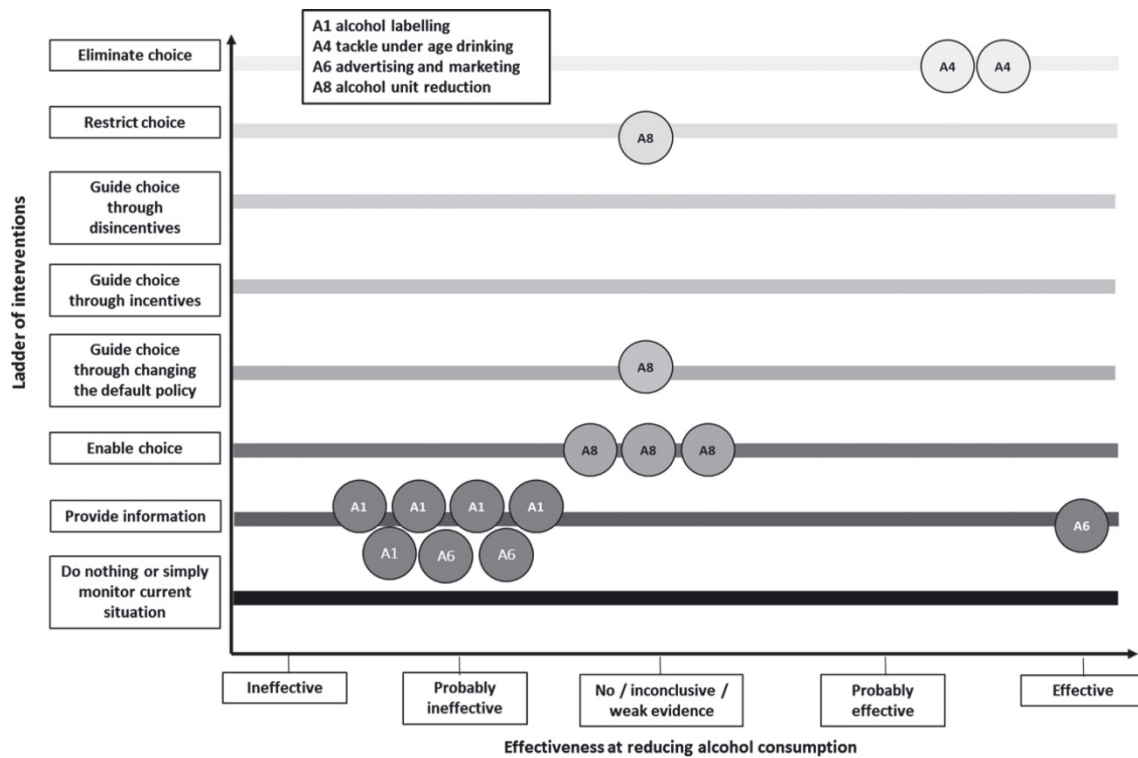 A1 alcohol labelling
A4 tackle under age drinking
A6 advertising and marketing
A8 alcohol unit reduction
Ladder of interventions
Eliminate choice
A4 A4
Restrict choice
A8
Guide choice
through
disincentives
Guide choice
through incentives
Guide choice
through changing
the default policy
A8
Enable choice
A8 A8 A8
Provide information
A1 A1 A1 A1
A6
A1 A6 A6
Do nothing or simply
monitor current
situation
Ineffective
Probably
ineffective
No / inconclusive /
weak evidence
Probably
effective
Effective
Effectiveness at reducing alcohol consumption